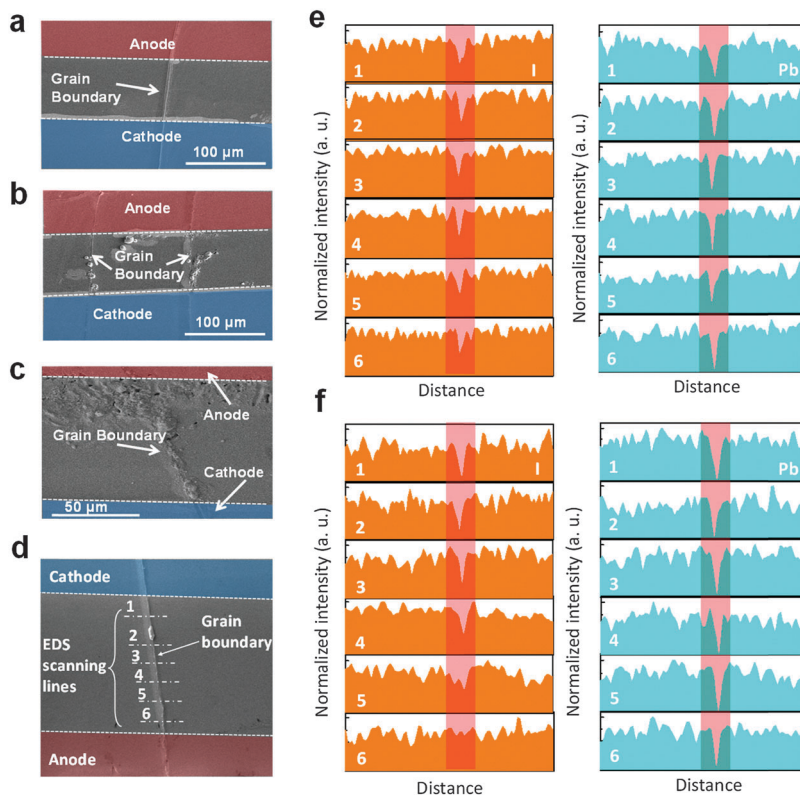 a
Anode
Grain
Boundary
Cathode
100 µm
b
Anode
Grain
Boundary
Cathode
100 µm
c
Anode
Grain Boundary
Cathode
50 µm
d
Cathode
1
2
3
4
5
6
EDS
scanning
lines
Grain
boundary
Anode
e
Normalized intensity (a. u.)
1
I
2
3
4
5
6
Distance
Normalized intensity (a. u.)
1
Pb
2
3
4
5
6
Distance
f
Normalized intensity (a. u.)
1
I
2
3
4
5
6
Distance
Normalized intensity (a. u.)
1
Pb
2
3
4
5
6
Distance